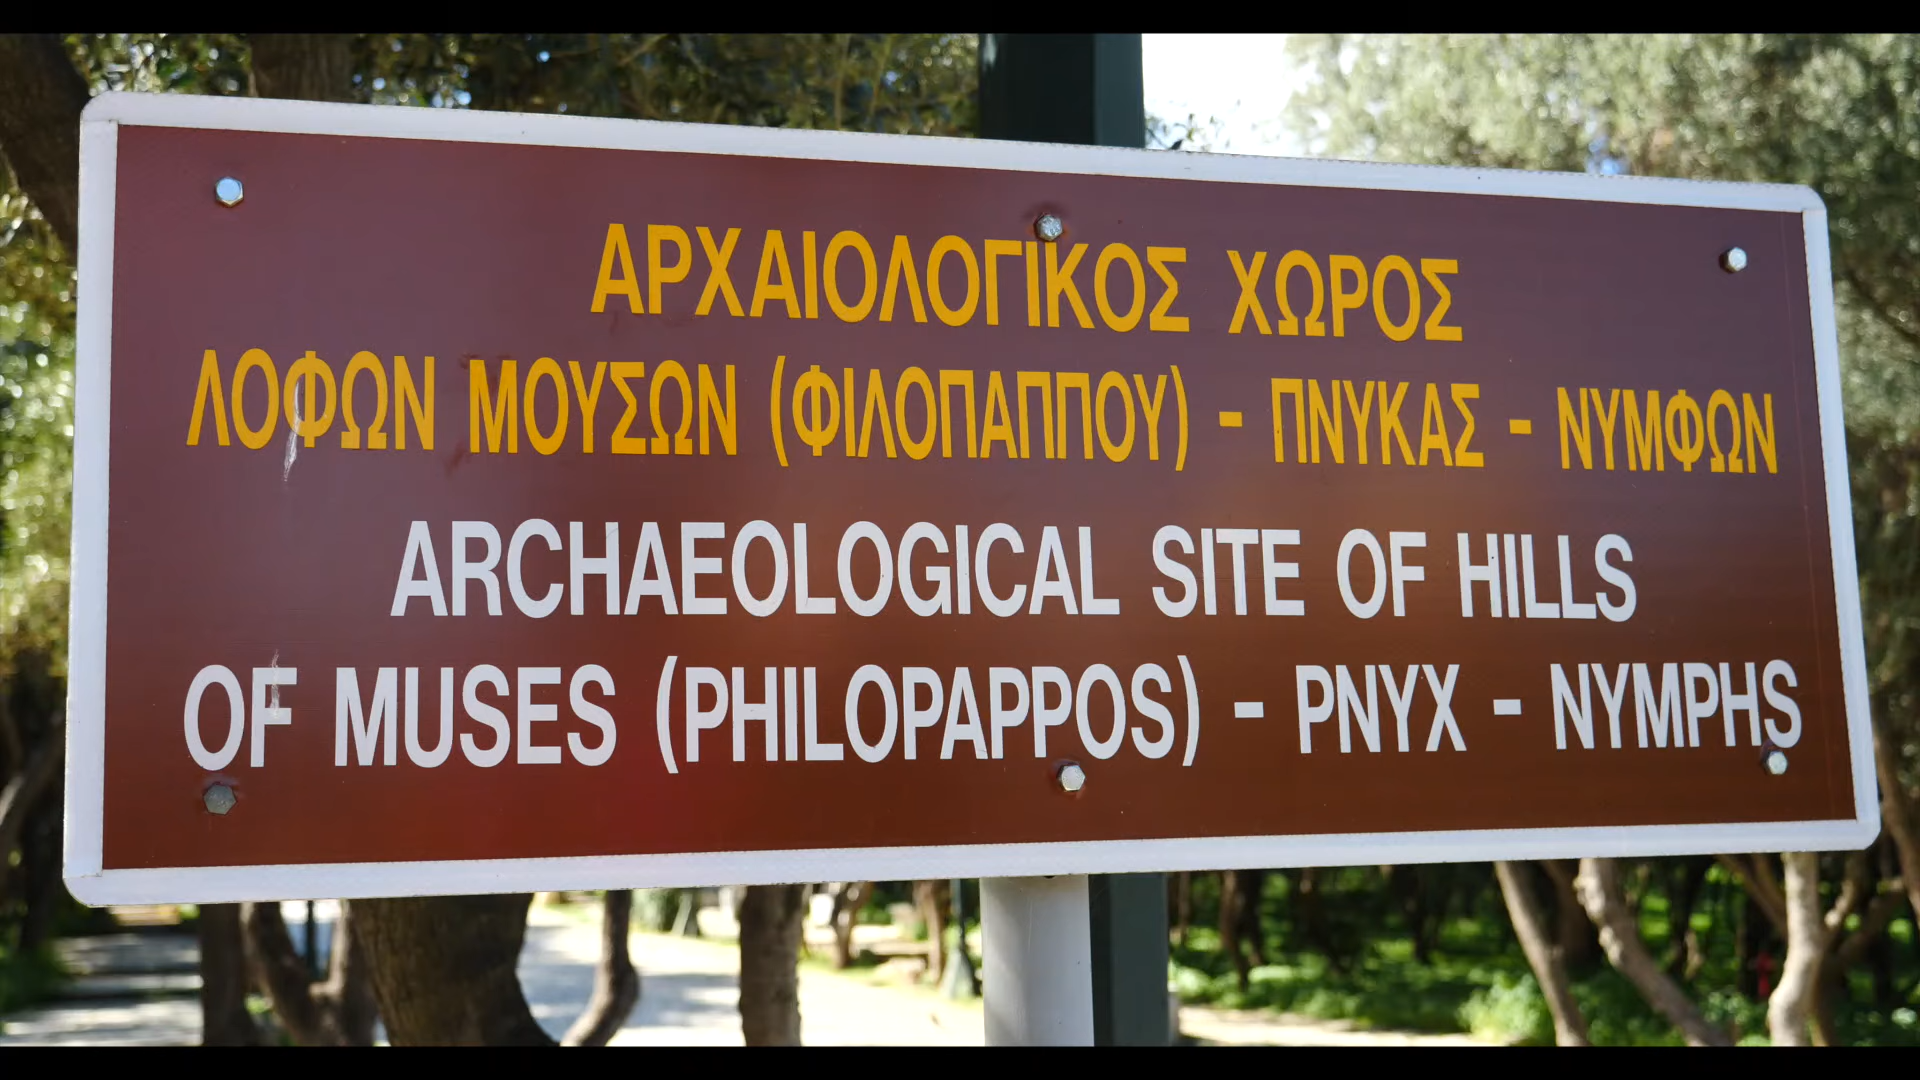 ΑΡΧΑΙΟΛΟΓΙΚΟΣ ΧΩΡΟΣ
ΛΟΦΩΝ ΜΟΥΣΩΝ (ΦΙΛΟΠΑΠΠΟΥ) - ΠΝΥΚΑΣ - ΝΥΜΦΩΝ
ARCHAEOLOGICAL SITE OF HILLS
OF MUSES (PHILOPAPPOS) - PNYX - NYMPHS